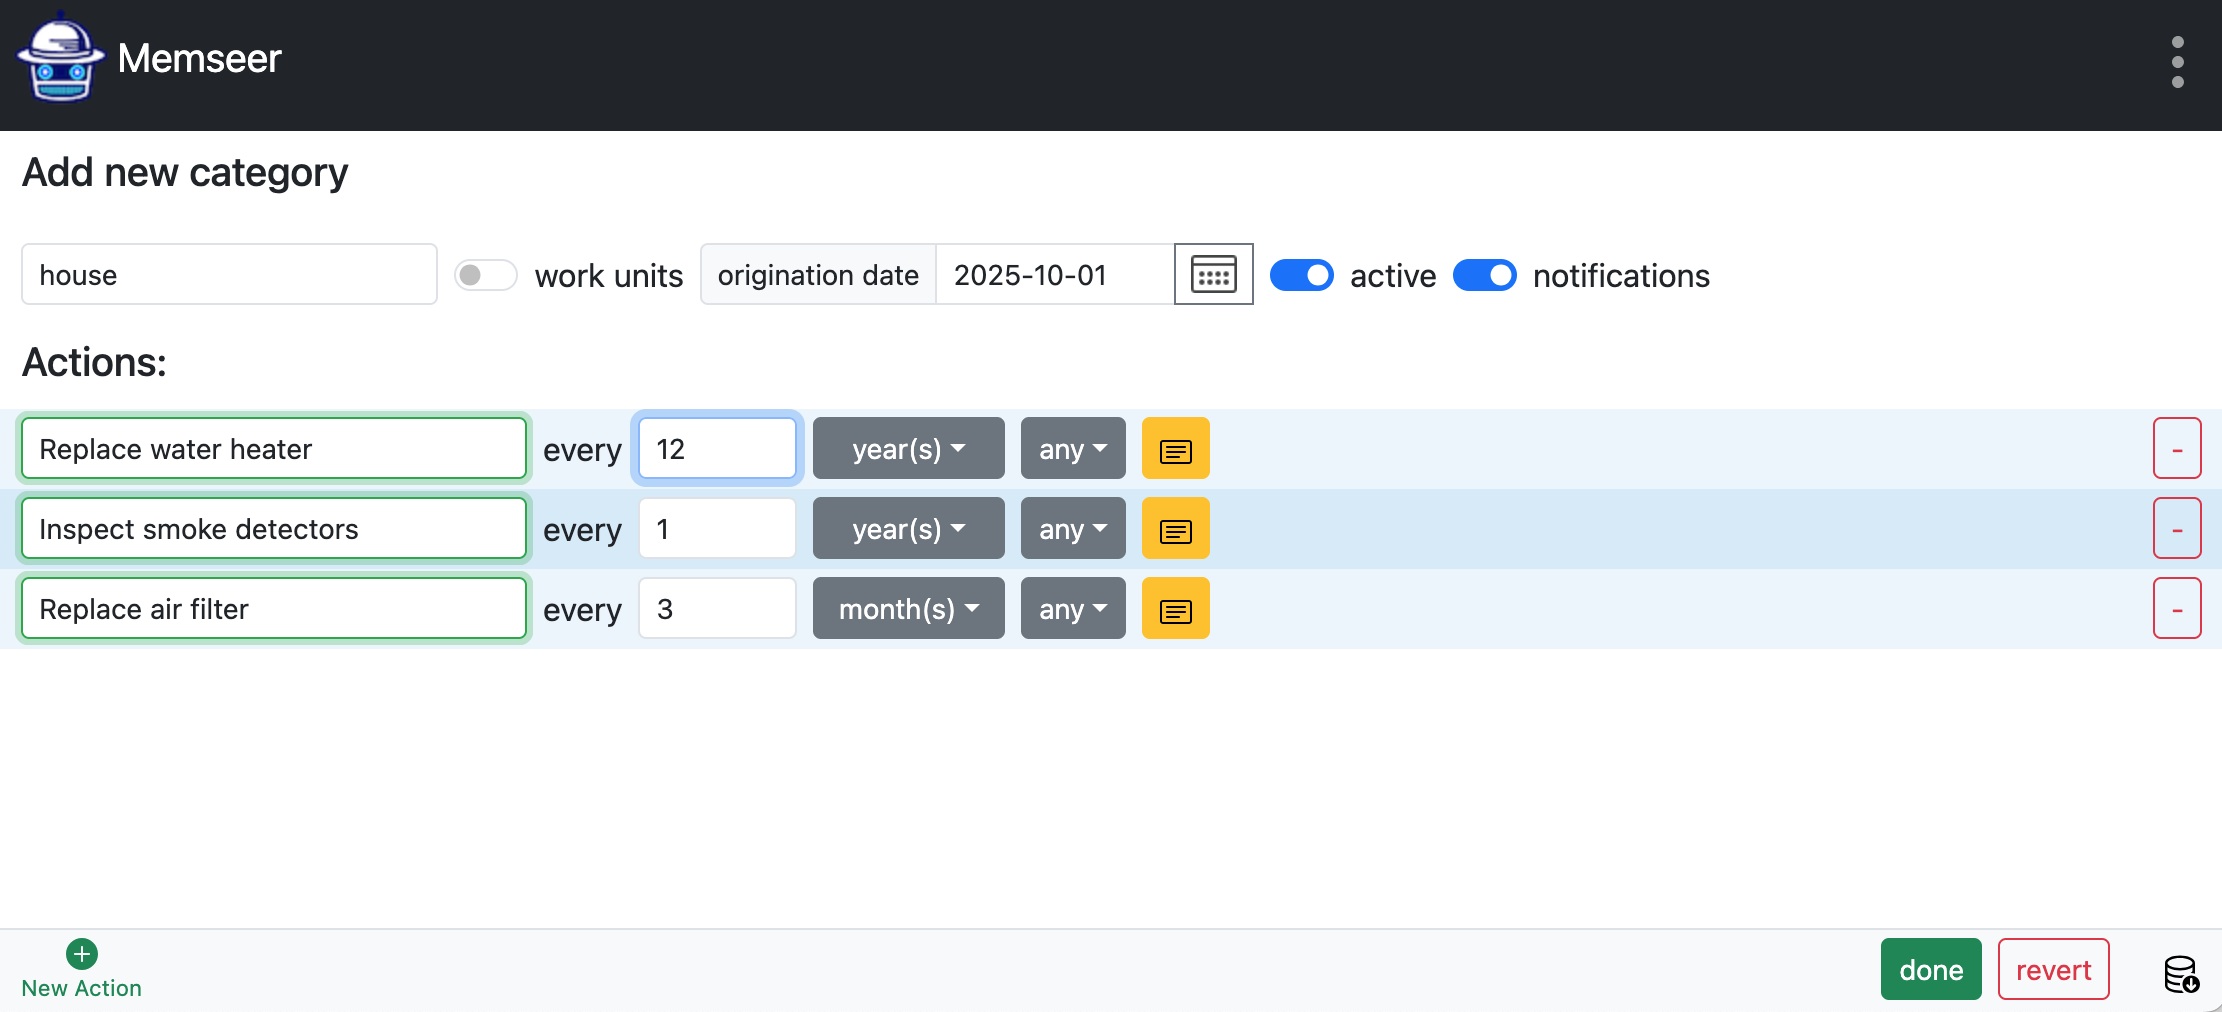 Memseer
Add new category
house work units origination date 2025-10-01 active notifications
Actions:
Replace water heater every 12 year(s) any -
Inspect smoke detectors every 1 year(s) any -
Replace air filter every 3 month(s) any -
New Action done revert